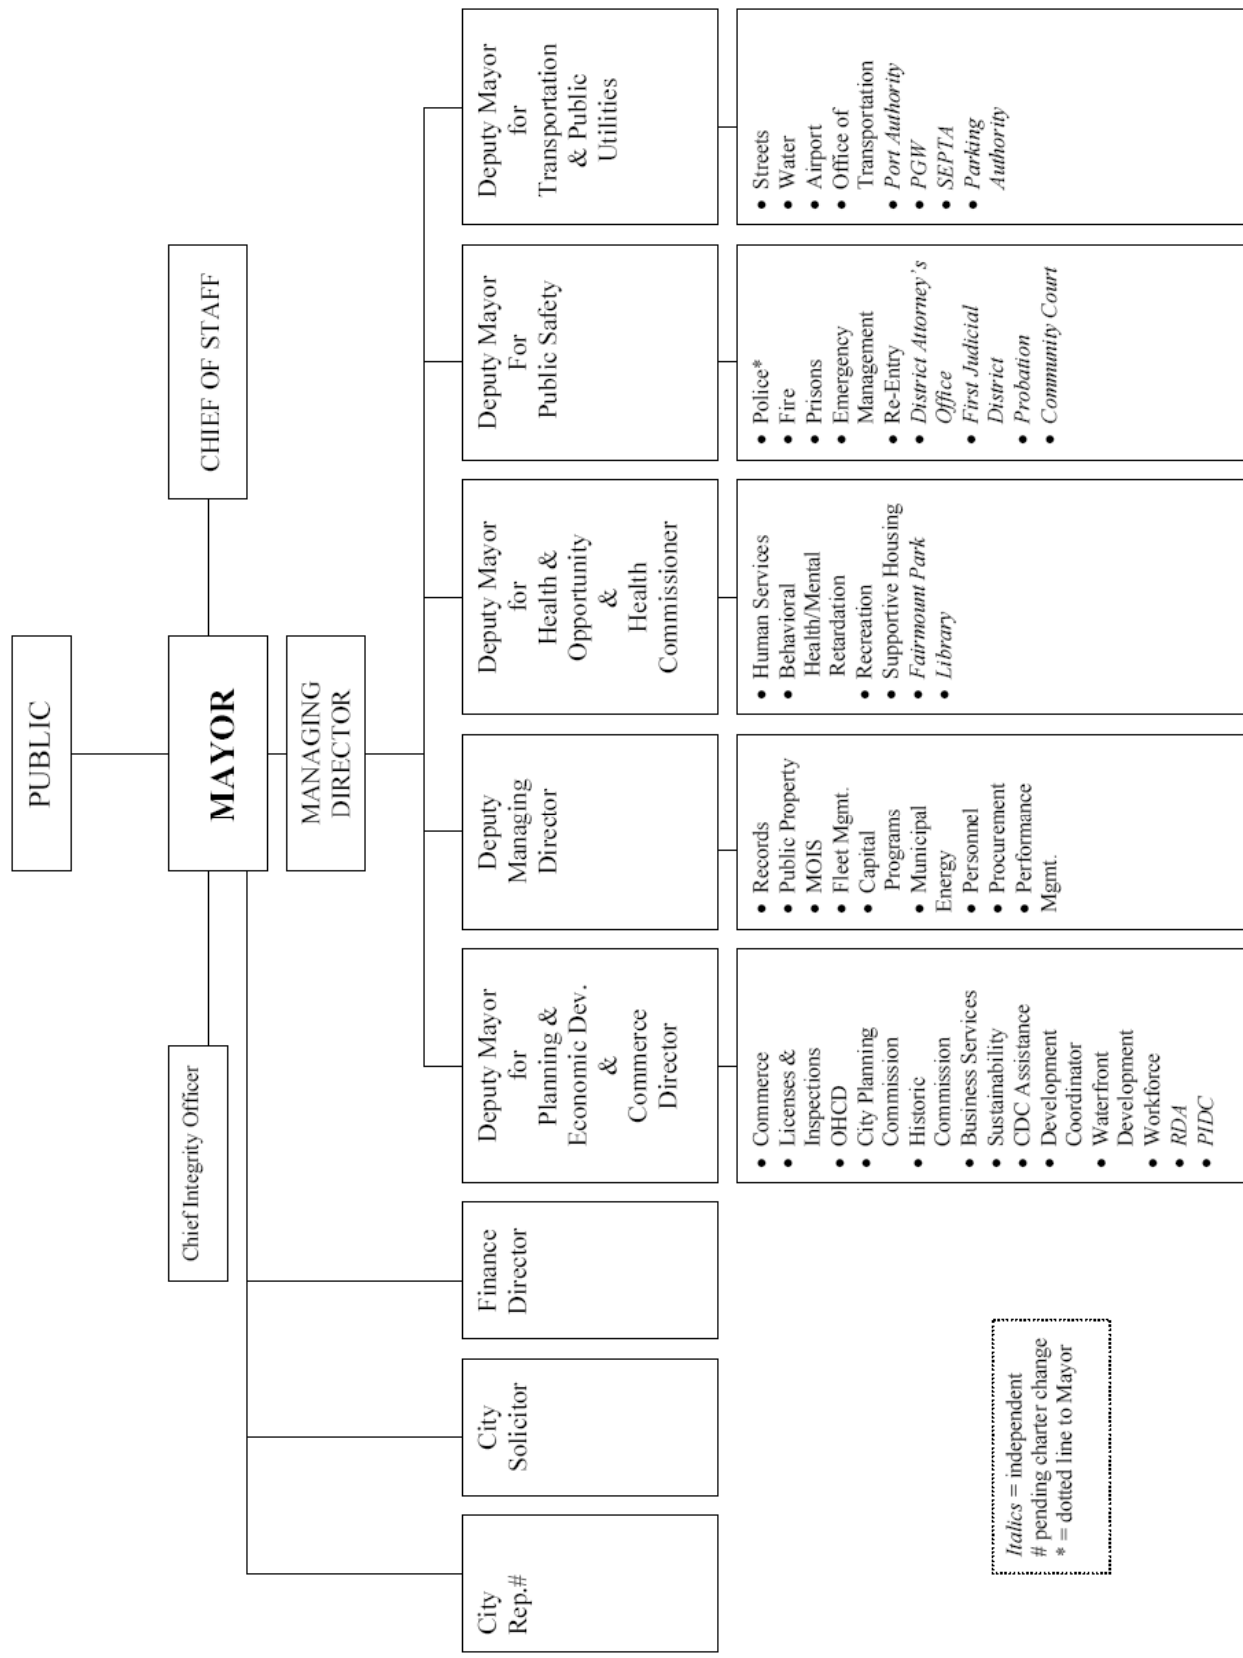 PUBLIC
Chief Integrity Officer
MAYOR
CHIEF OF STAFF
MANAGING
DIRECTOR
City
Rep.#
City
Solicitor
Finance
Director
Deputy Mayor
for
Planning &
Economic Dev.
&
Commerce
Director
Deputy
Managing
Director
Deputy Mayor
for
Health &
Opportunity
&
Health
Commissioner
Deputy Mayor
For
Public Safety
Deputy Mayor
for
Transportation
& Public
Utilities
• Commerce
• Licenses &
Inspections
• OHCD
• City Planning
Commission
• Historic
Commission
• Business Services
• Sustainability
• CDC Assistance
• Development
Coordinator
• Waterfront
Development
• Workforce
• RDA
• PIDC
• Records
• Public Property
• MOIS
• Fleet Mgmt.
• Capital
Programs
• Municipal
Energy
• Personnel
• Procurement
• Performance
Mgmt.
• Human Services
• Behavioral
Health/Mental
Retardation
• Recreation
• Supportive Housing
• Fairmount Park
• Library
• Police*
• Fire
• Prisons
• Emergency
Management
• Re-Entry
• District Attorney's
Office
• First Judicial
District
• Probation
• Community Court
• Streets
• Water
• Airport
• Office of
Transportation
• Port Authority
• PGW
• SEPTA
• Parking
Authority
Italics = independent
# pending charter change
* = dotted line to Mayor